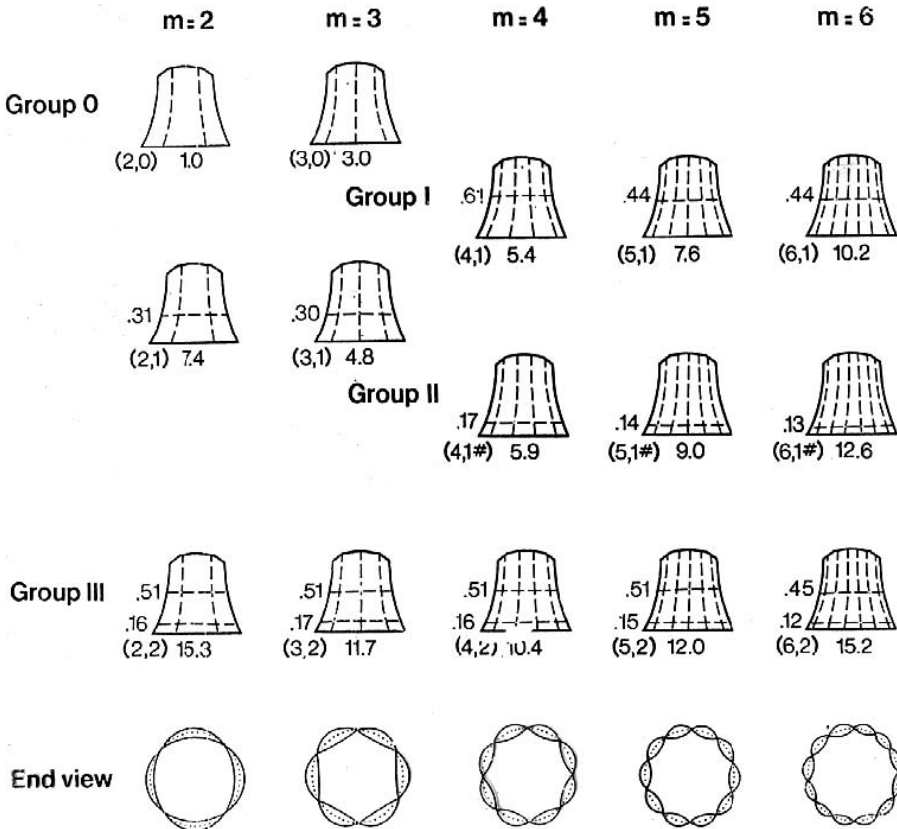 m=2 m=3 m=4 m=5 m=6
Group 0
(2,0) 1.0 (3,0) 3.0
Group I .61 .44 .44
(4,1) 5.4 (5,1) 7.6 (6,1) 10.2
.31 .30
(2,1) 7.4 (3,1) 4.8
Group II
.17 .14 .13
(4,1#) 5.9 (5,1#) 9.0 (6,1#) 12.6
Group III .51 .51 .51 .51 .45
.16 .17 .16 .15 .12
(2,2) 15.3 (3,2) 11.7 (4,2) 10.4 (5,2) 12.0 (6,2) 15.2
End view